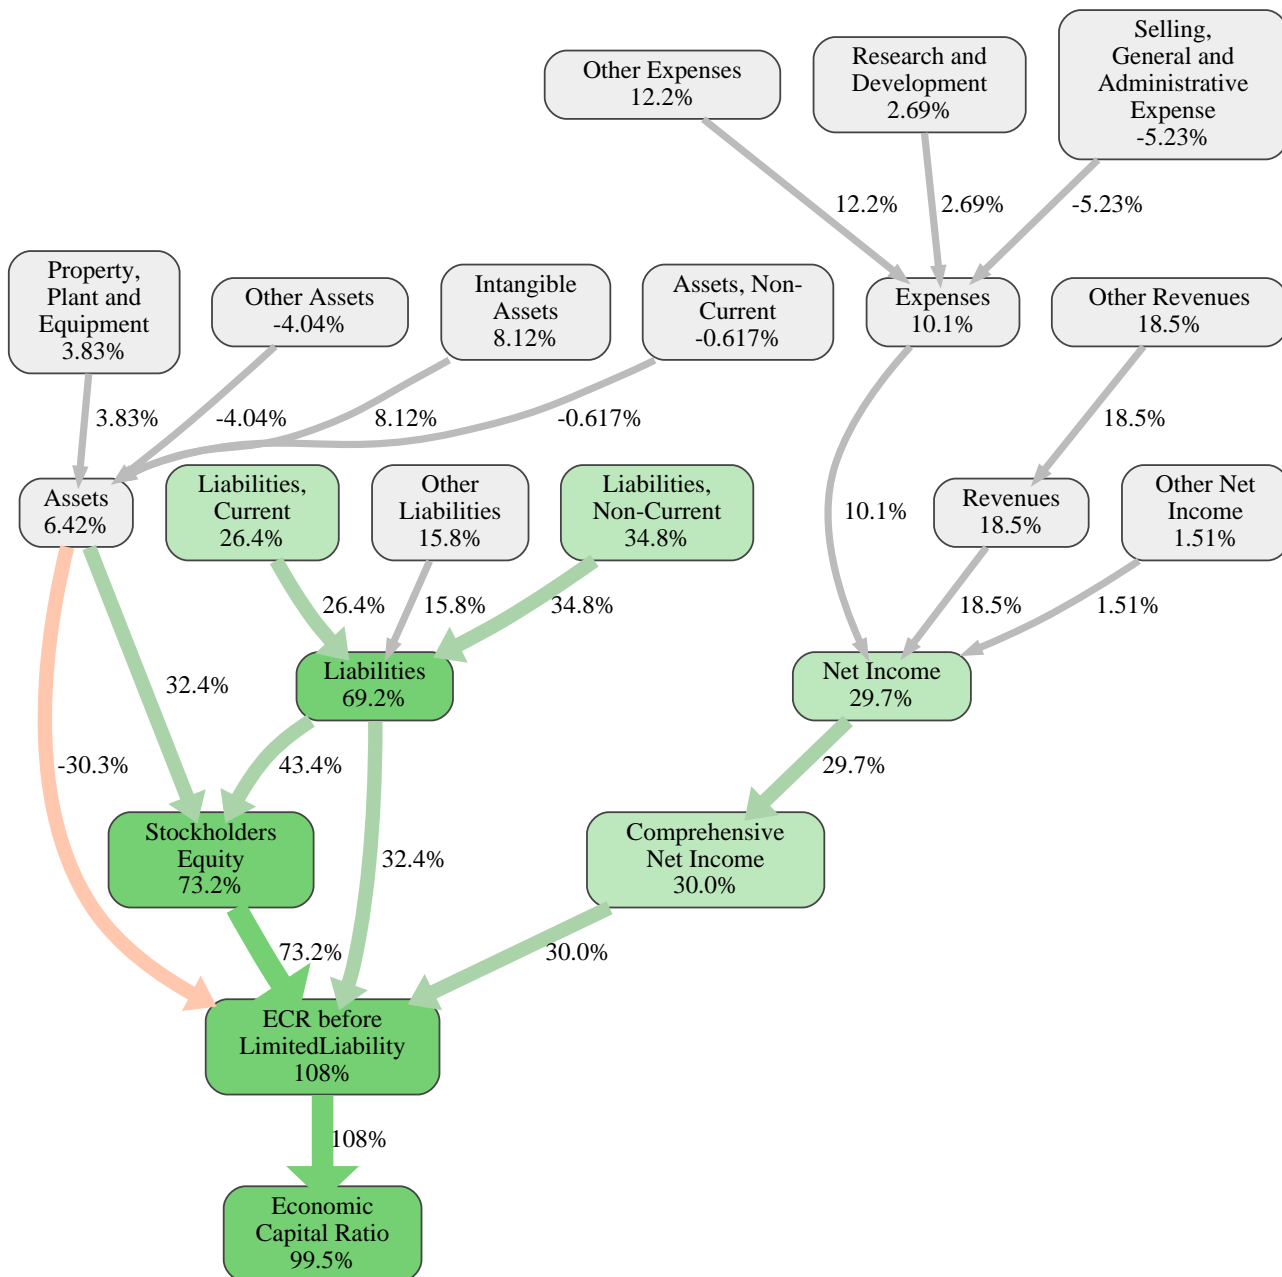 Other Expenses
12.2%
Research and
Development
2.69%
Selling,
General and
Administrative
Expense
-5.23%
12.2%
2.69%
-5.23%
Property,
Plant and
Equipment
3.83%
Other Assets
-4.04%
Intangible
Assets
8.12%
Assets, Non-
Current
-0.617%
Expenses
10.1%
Other Revenues
18.5%
3.83%
-4.04%
8.12%
-0.617%
18.5%
Assets
6.42%
Liabilities,
Current
26.4%
Other
Liabilities
15.8%
Liabilities,
Non-Current
34.8%
10.1%
Revenues
18.5%
Other Net
Income
1.51%
26.4%
15.8%
34.8%
18.5%
1.51%
32.4%
Liabilities
69.2%
Net Income
29.7%
-30.3%
43.4%
29.7%
Stockholders
Equity
73.2%
32.4%
Comprehensive
Net Income
30.0%
73.2%
30.0%
ECR before
LimitedLiability
108%
108%
Economic
Capital Ratio
99.5%